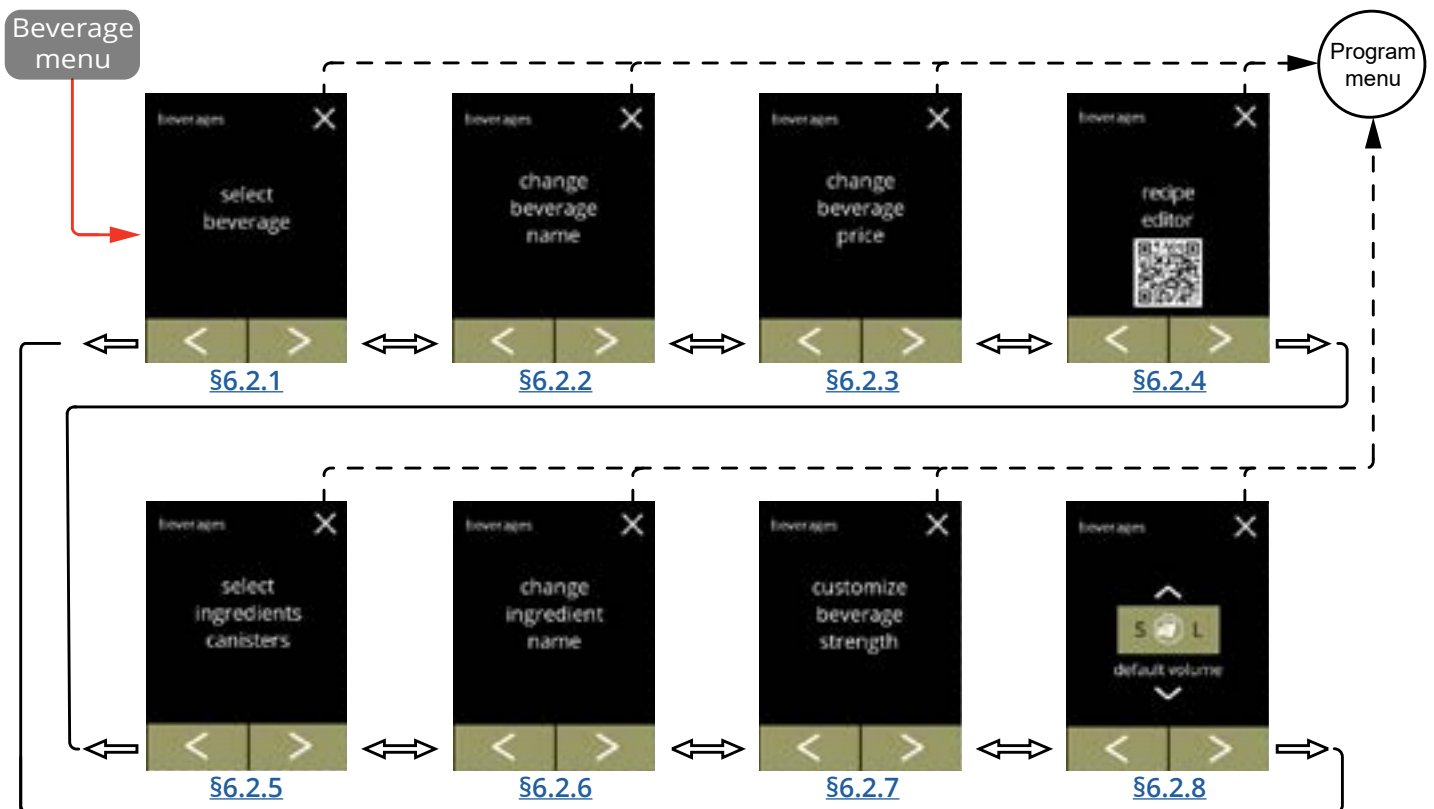 Beverage
menu
Program
menu
beverages
select
beverage
§6.2.1
beverages
change
beverage
name
§6.2.2
beverages
change
beverage
price
§6.2.3
beverages
recipe
editor
§6.2.4
beverages
select
ingredients
canisters
§6.2.5
beverages
change
ingredient
name
§6.2.6
beverages
customize
beverage
strength
§6.2.7
beverages
S L
default volume
§6.2.8